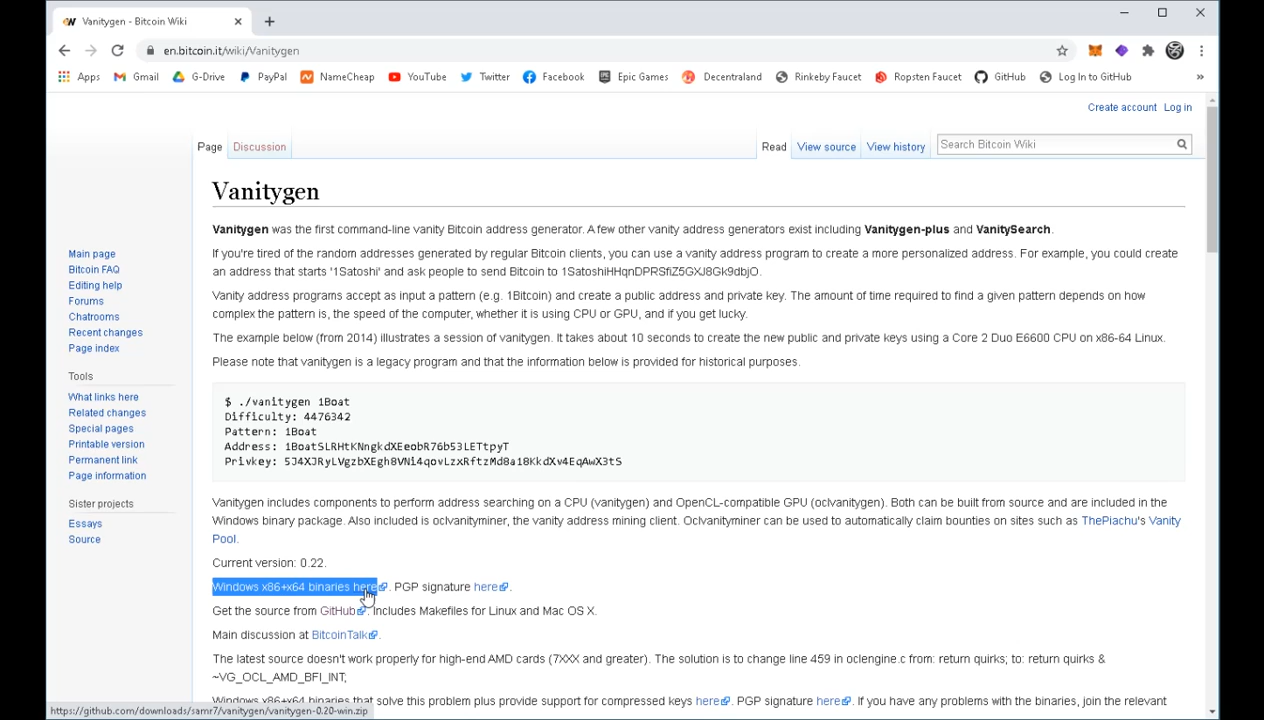 Vanitygen - Bitcoin Wiki
en.bitcoin.it/wiki/Vanitygen
Apps Gmail G-Drive PayPal NameCheap YouTube Twitter Facebook Epic Games Decentraland Rinkeby Faucet Ropsten Faucet GitHub Log In to GitHub »
Create account Log in
Page Discussion Read View source View history Search Bitcoin Wiki
Vanitygen
Vanitygen was the first command-line vanity Bitcoin address generator. A few other vanity address generators exist including Vanitygen-plus and VanitySearch.
If you're tired of the random addresses generated by regular Bitcoin clients, you can use a vanity address program to create a more personalized address. For example, you could create
an address that starts '1Satoshi' and ask people to send Bitcoin to 1SatoshiHHqnDPRSfiZ5GXJ8Gk9dbjO.
Vanity address programs accept as input a pattern (e.g. 1Bitcoin) and create a public address and private key. The amount of time required to find a given pattern depends on how
complex the pattern is, the speed of the computer, whether it is using CPU or GPU, and if you get lucky.
The example below (from 2014) illustrates a session of vanitygen. It takes about 10 seconds to create the new public and private keys using a Core 2 Duo E6600 CPU on x86-64 Linux.
Please note that vanitygen is a legacy program and that the information below is provided for historical purposes.
$ ./vanitygen 1Boat
Difficulty: 4476342
Pattern: 1Boat
Address: 1BoatSLRHtKNngkdXEeobR76b53LETtpyT
Privkey: 5J4XJRyLVgzbXEgh8VNi4qovLzxRftzMd8a18KkdXv4EqAwX3tS
Vanitygen includes components to perform address searching on a CPU (vanitygen) and OpenCL-compatible GPU (oclvanitygen). Both can be built from source and are included in the
Windows binary package. Also included is oclvanityminer, the vanity address mining client. Oclvanityminer can be used to automatically claim bounties on sites such as ThePiachu's Vanity
Pool.
Current version: 0.22.
Windows x86+x64 binaries here. PGP signature here.
Get the source from GitHub. Includes Makefiles for Linux and Mac OS X.
Main discussion at BitcoinTalk.
The latest source doesn't work properly for high-end AMD cards (7XXX and greater). The solution is to change line 459 in oclengine.c from: return quirks; to: return quirks &
~VG_OCL_AMD_BFI_INT;
Windows x86+x64 binaries that solve this problem plus provide support for compressed keys here. PGP signature here. If you have any problems with the binaries, join the relevant
Main page
Bitcoin FAQ
Editing help
Forums
Chatrooms
Recent changes
Page index
Tools
What links here
Related changes
Special pages
Printable version
Permanent link
Page information
Sister projects
Essays
Source
https://github.com/downloads/samr7/vanitygen/vanitygen-0.20-win.zip